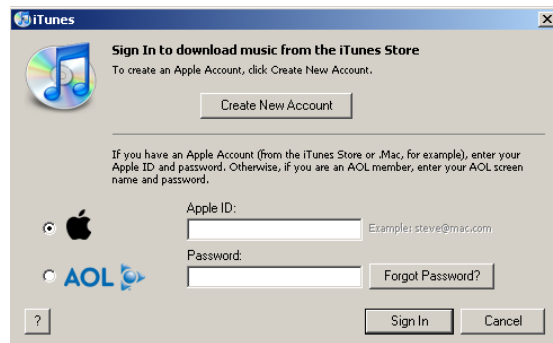 iTunes
Sign In to download music from the iTunes Store
To create an Apple Account, click Create New Account.
Create New Account
If you have an Apple Account (from the iTunes Store or .Mac, for example), enter your
Apple ID and password. Otherwise, if you are an AOL member, enter your AOL screen
name and password.
Apple ID:
Example: steve@mac.com
Password:
AOL
Forgot Password?
?
Sign In
Cancel